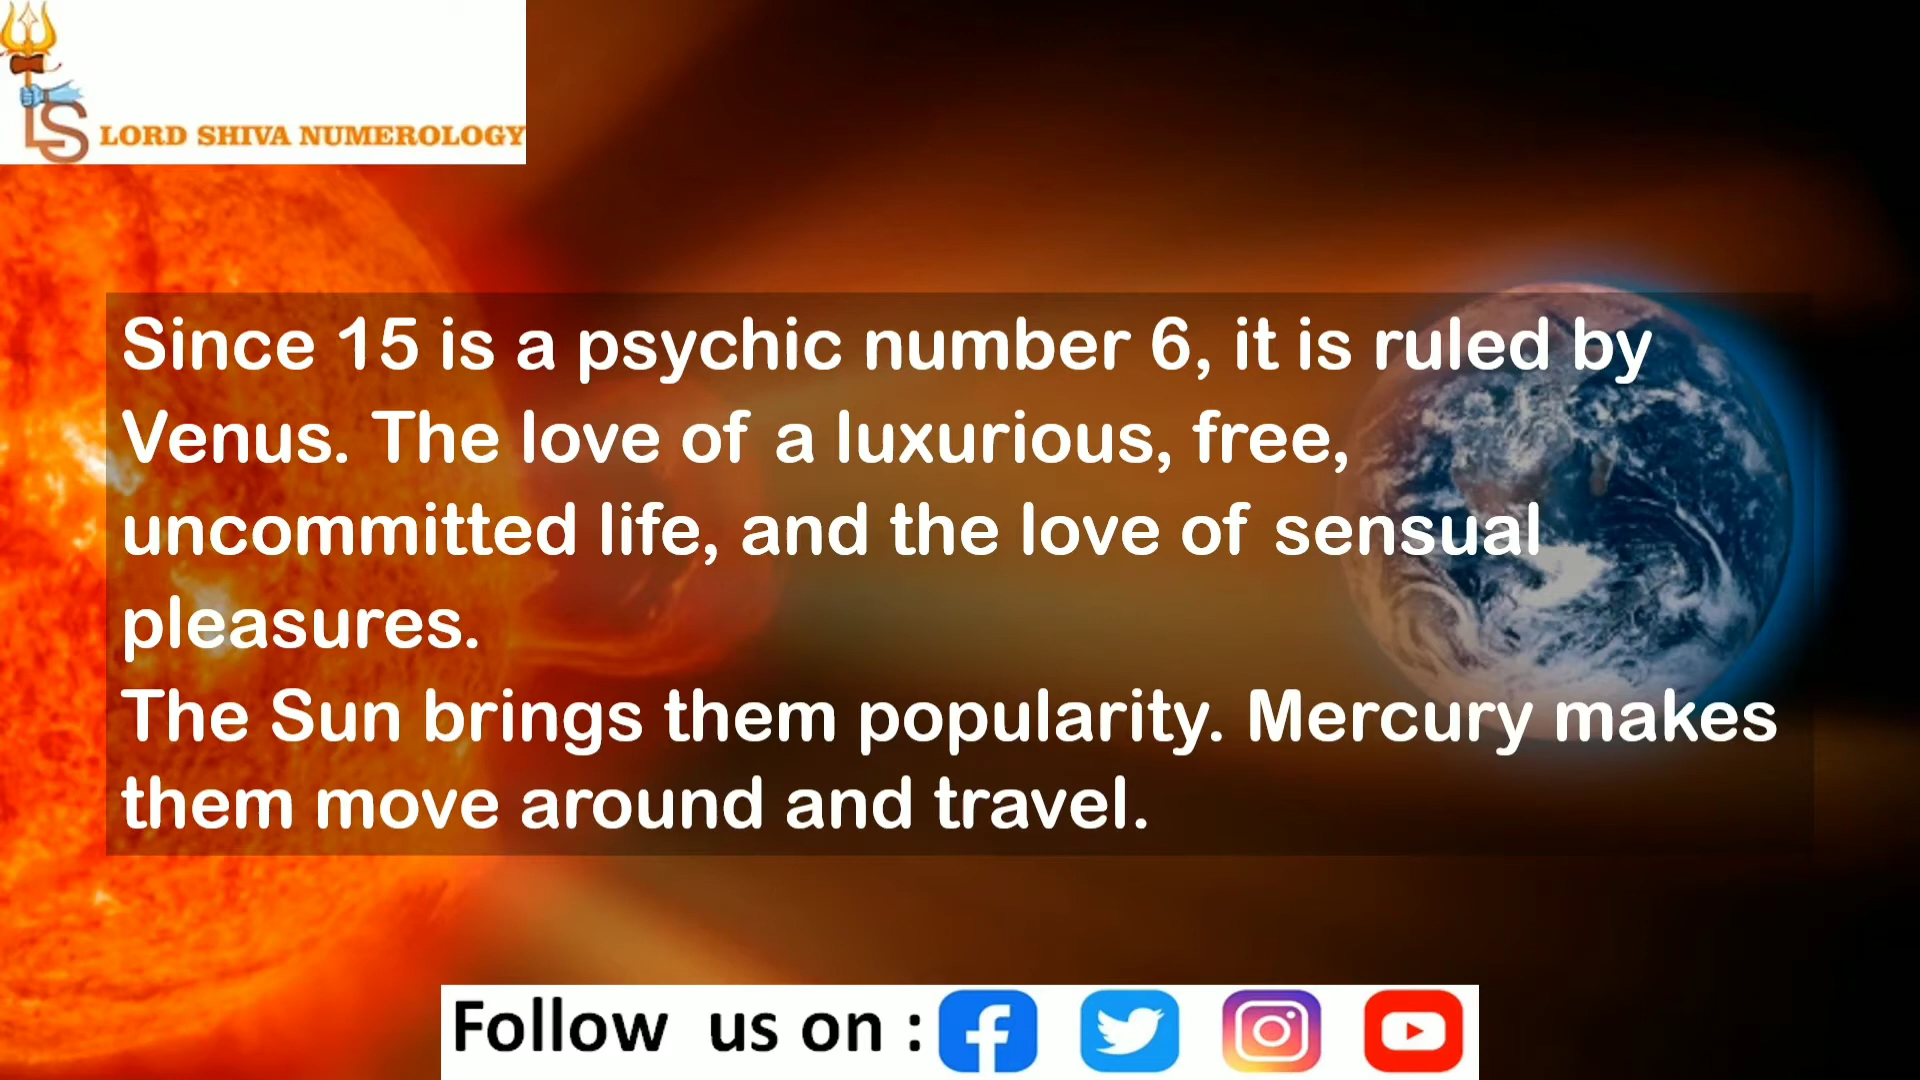 LS LORD SHIVA NUMEROLOGY
Since 15 is a psychic number 6, it is ruled by
Venus. The love of a luxurious, free,
uncommitted life, and the love of sensual
pleasures.
The Sun brings them popularity. Mercury makes
them move around and travel.
Follow us on :